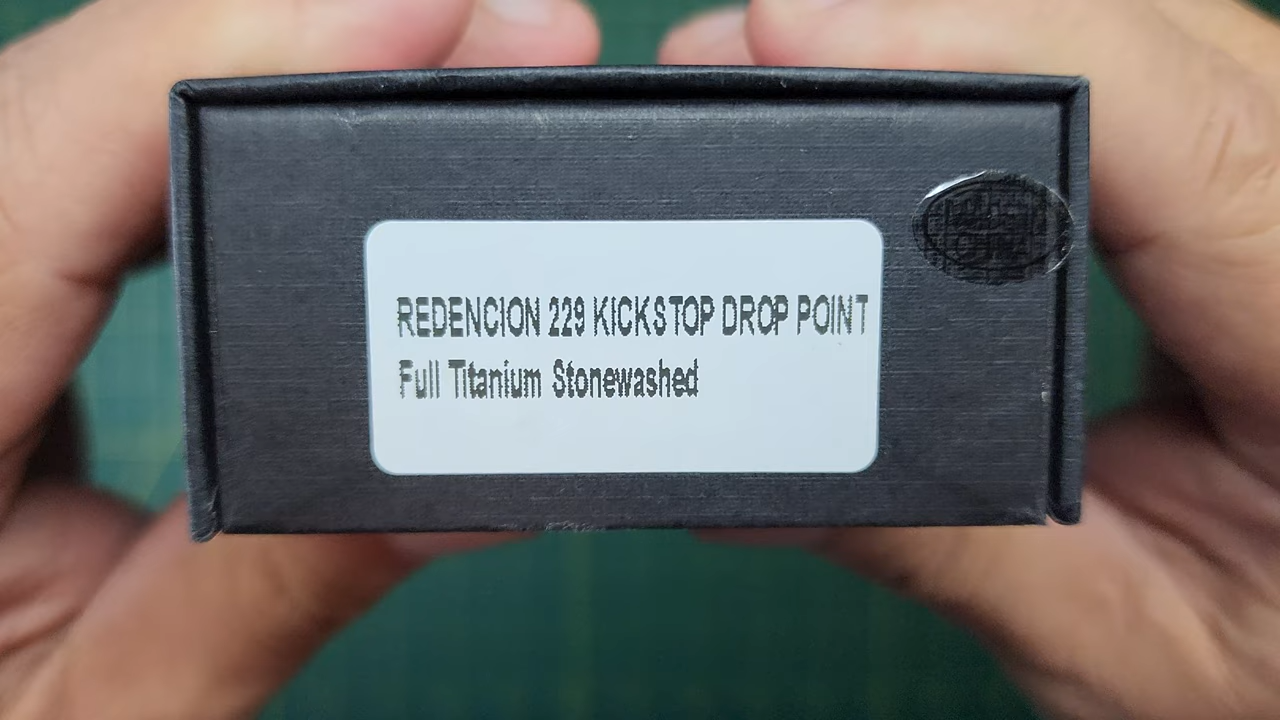 REDENCION 229 KICKSTOP DROP POINT
Full Titanium Stonewashed